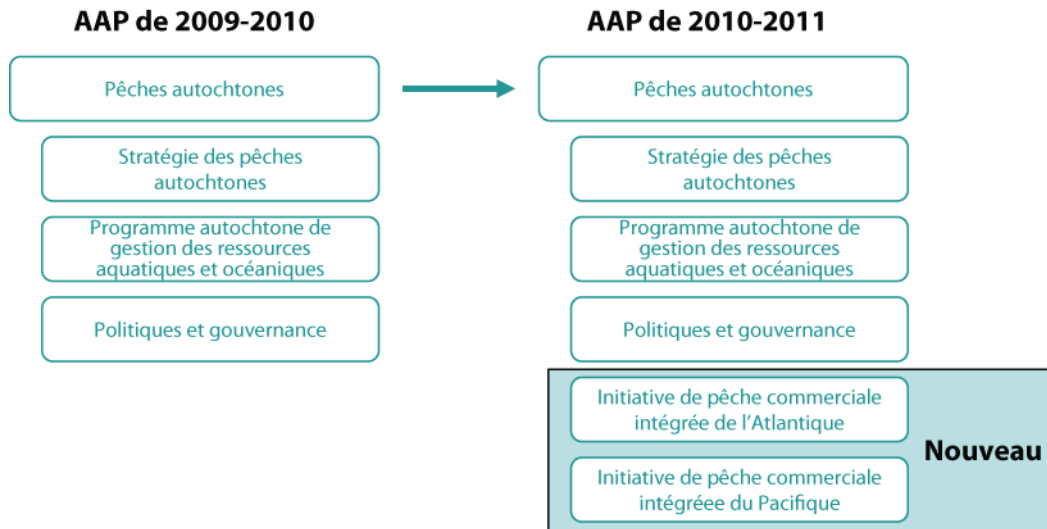 AAP de 2009-2010
Pêches autochtones
Stratégie des pêches
autochtones
Programme autochtone de
gestion des ressources
aquatiques et océaniques
Politiques et gouvernance
AAP de 2010-2011
Pêches autochtones
Stratégie des pêches
autochtones
Programme autochtone de
gestion des ressources
aquatiques et océaniques
Politiques et gouvernance
Initiative de pêche commerciale
intégrée de l'Atlantique
Initiative de pêche commerciale
intégréee du Pacifique
Nouveau